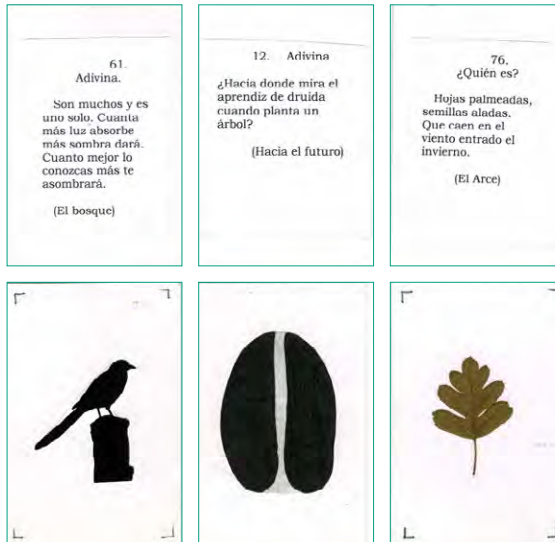 61.
Adivina.
Son muchos y es
uno solo. Cuanta
más luz absorbe
más sombra dará.
Cuanto mejor lo
conozcas más te
asombrará.
(El bosque)
12. Adivina
¿Hacia donde mira el
aprendiz de druida
cuando planta un
árbol?
(Hacia el futuro)
76.
¿Quién es?
Hojas palmeadas,
semillas aladas.
Que caen en el
viento entrado el
invierno.
(El Arce)